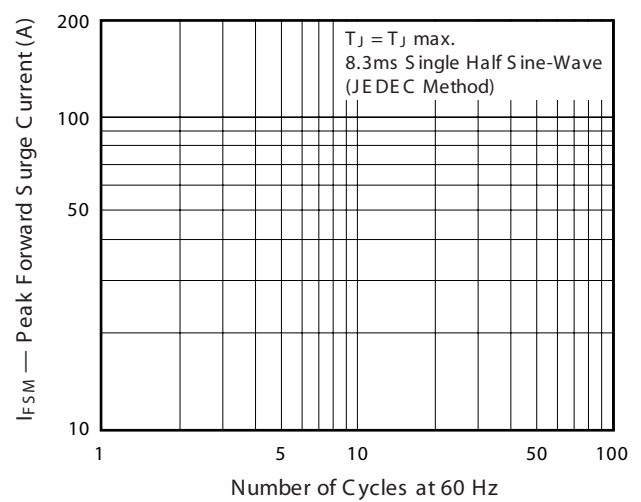 200
100
50
10
IFSM — Peak Forward Surge Current (A)
TJ = TJ max.
8.3ms Single Half Sine-Wave
(JEDEC Method)
1 5 10 50 100
Number of Cycles at 60 Hz